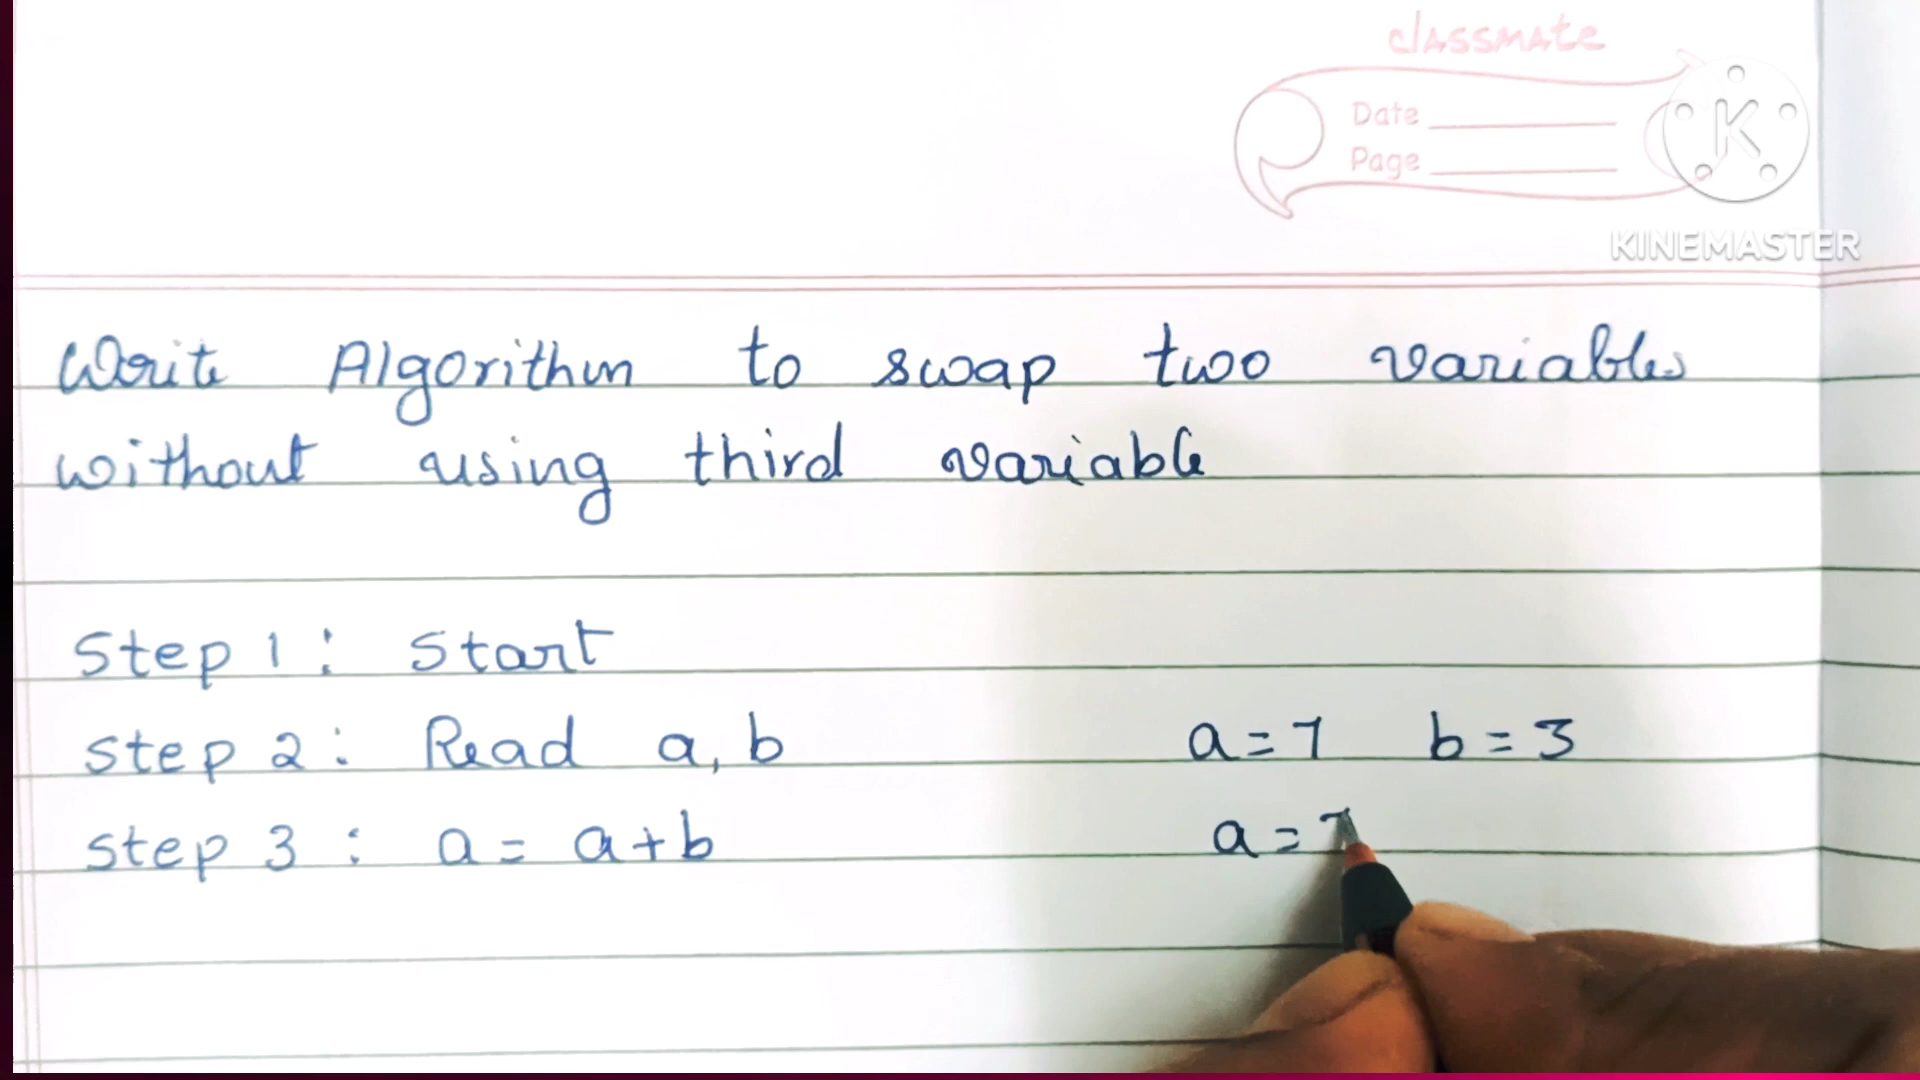 classmate
Date
Page
K
KINEMASTER
Write Algorithm to swap two variables
without using third variable
Step 1 : Start
Step 2 : Read a, b
a = 7 b = 3
Step 3 : a = a + b
a = 7